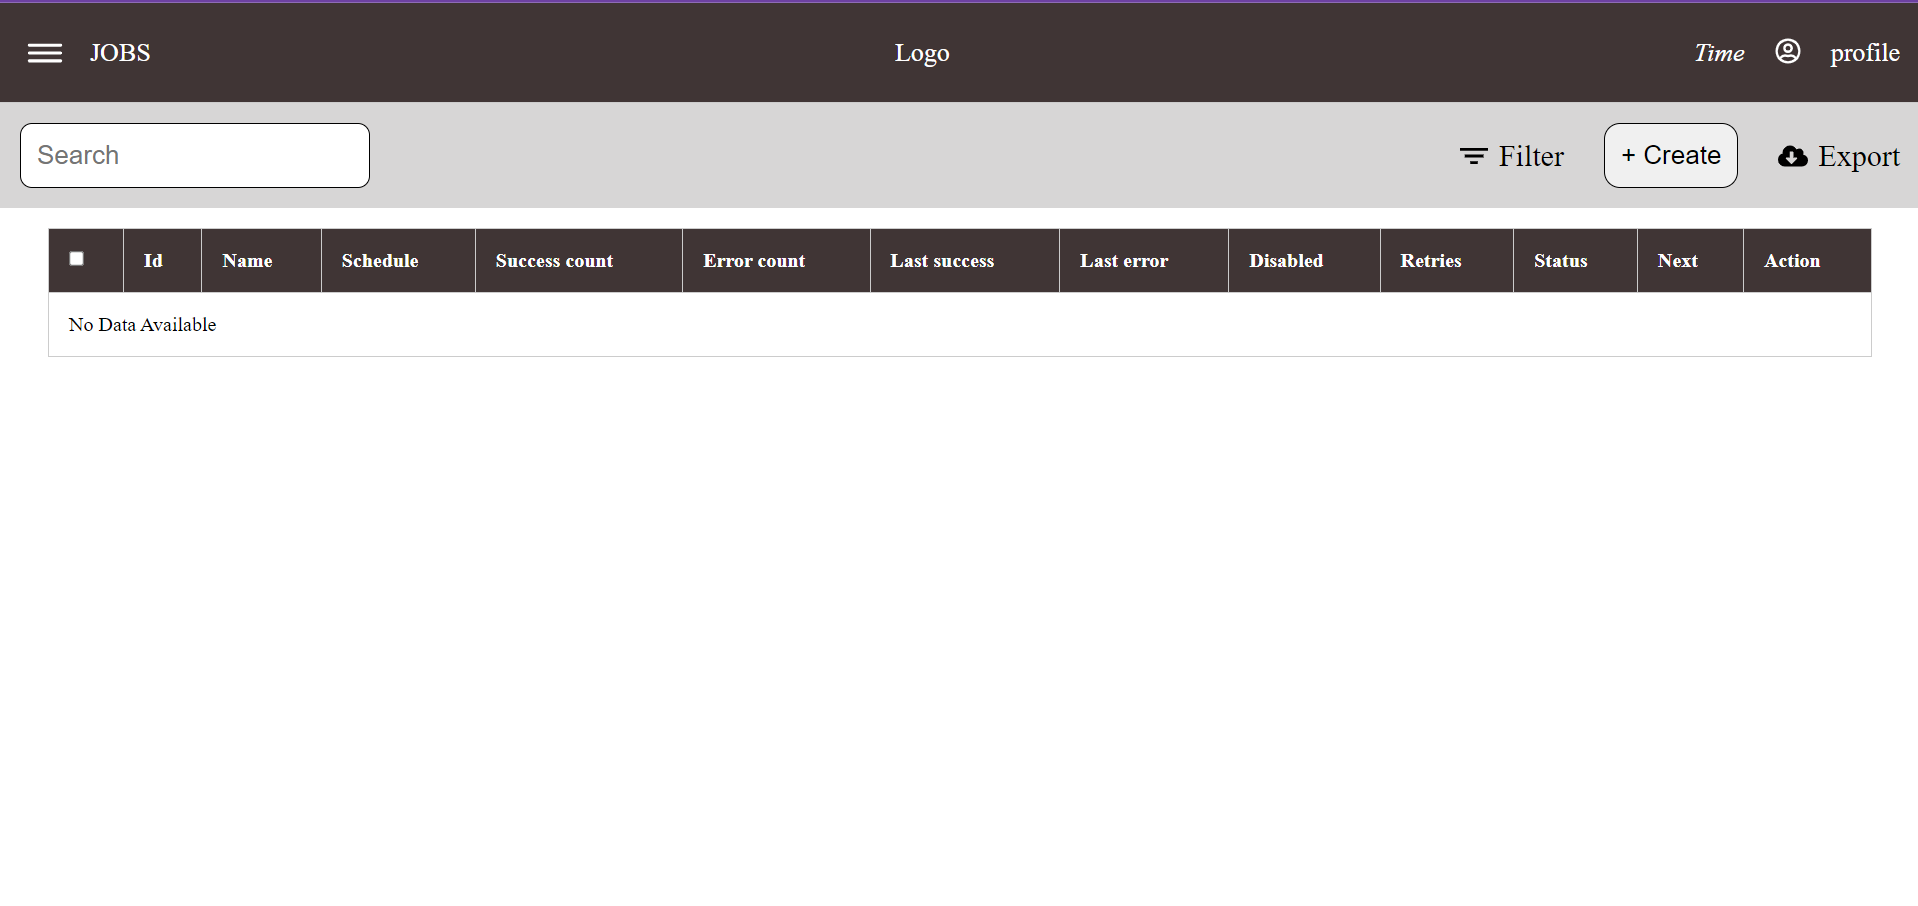 JOBS Logo Time profile
Search Filter + Create Export
Id Name Schedule Success count Error count Last success Last error Disabled Retries Status Next Action
No Data Available